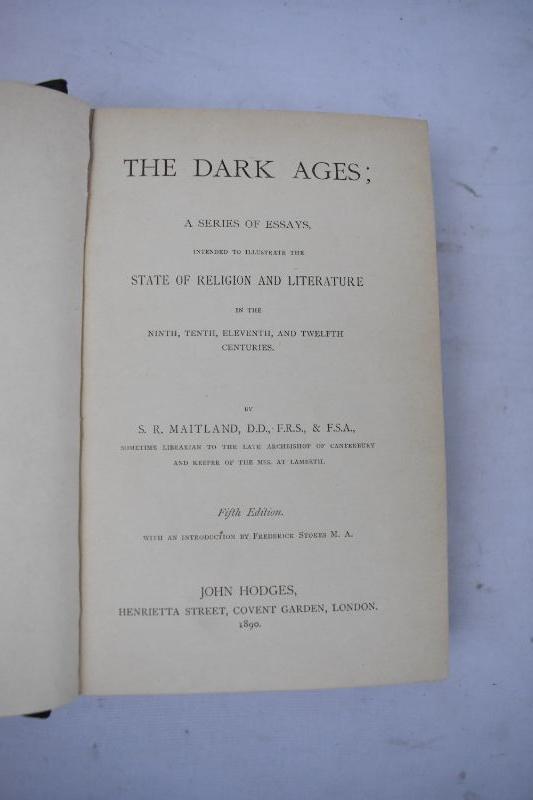 THE DARK AGES;
A SERIES OF ESSAYS,
INTENDED TO ILLUSTRATE THE
STATE OF RELIGION AND LITERATURE
IN THE
NINTH, TENTH, ELEVENTH, AND TWELFTH
CENTURIES.
BY
S. R. MAITLAND, D.D., F.R.S., & F.S.A.,
SOMETIME LIBRARIAN TO THE LATE ARCHBISHOP OF CANTERBURY
AND KEEPER OF THE MSS. AT LAMBETH.
Fifth Edition.
WITH AN INTRODUCTION BY FREDERICK STOKES M. A.
JOHN HODGES,
HENRIETTA STREET, COVENT GARDEN, LONDON.
1890.